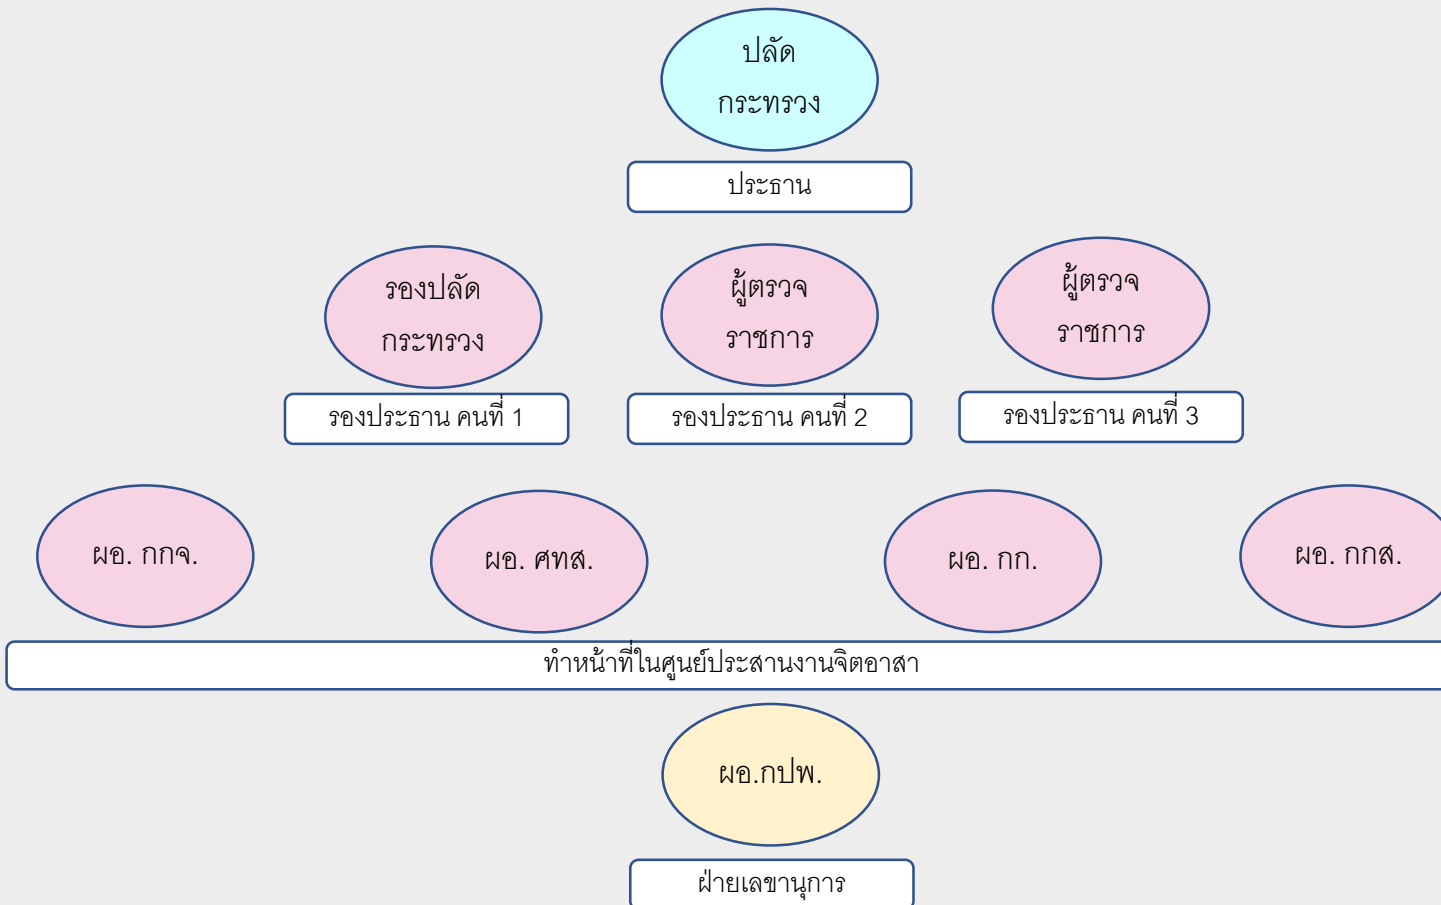 ปลัด
กระทรวง
ประธาน
รองปลัด
กระทรวง
ผู้ตรวจ
ราชการ
ผู้ตรวจ
ราชการ
รองประธาน คนที่ 1
รองประธาน คนที่ 2
รองประธาน คนที่ 3
ผอ. กกจ.
ผอ. ศทส.
ผอ. กก.
ผอ. กกส.
ทำหน้าที่ในศูนย์ประสานงานจิตอาสา
ผอ.กปพ.
ฝ่ายเลขานุการ